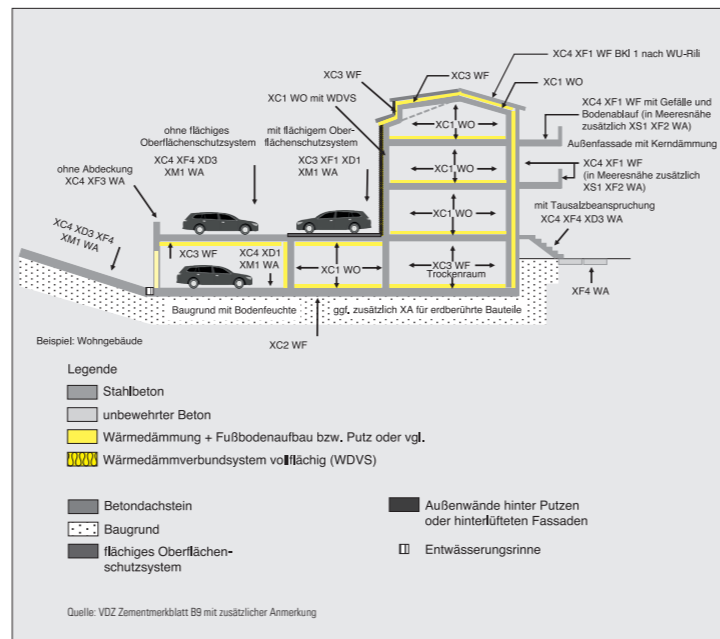 XC4 XF1 WF BKl 1 nach WU-Rili
XC3 WF
XC3 WF
XC1 WO
XC1 WO mit WDVS
XC4 XF1 WF mit Gefälle und
Bodenablauf (in Meeresnähe
zusätzlich XS1 XF2 WA)
ohne flächiges
Oberflächenschutzsystem
XC4 XF4 XD3
XM1 WA
mit flächigem Ober-
flächenschutzsystem
XC3 XF1 XD1
XM1 WA
XC1 WO
Außenfassade mit Kerndämmung
ohne Abdeckung
XC4 XF3 WA
XC4 XF1 WF
(in Meeresnähe zusätzlich
XS1 XF2 WA)
XC1 WO
mit Tausalzbeanspruchung
XC4 XF4 XD3 WA
XC1 WO
XC4 XD3 XF4
XM1 WA
XC3 WF
XC4 XD1
XM1 WA
XC1 WO
XC3 WF
Trockenraum
XF4 WA
Baugrund mit Bodenfeuchte
ggf. zusätzlich XA für erdberührte Bauteile
Beispiel: Wohngebäude
XC2 WF
Legende
Stahlbeton
unbewehrter Beton
Wärmedämmung + Fußbodenaufbau bzw. Putz oder vgl.
Wärmedämmverbundsystem vollflächig (WDVS)
Betondachstein
Baugrund
flächiges Oberflächen-
schutzsystem
Außenwände hinter Putzen
oder hinterlüfteten Fassaden
Entwässerungsrinne
Quelle: VDZ Zementmerkblatt B9 mit zusätzlicher Anmerkung